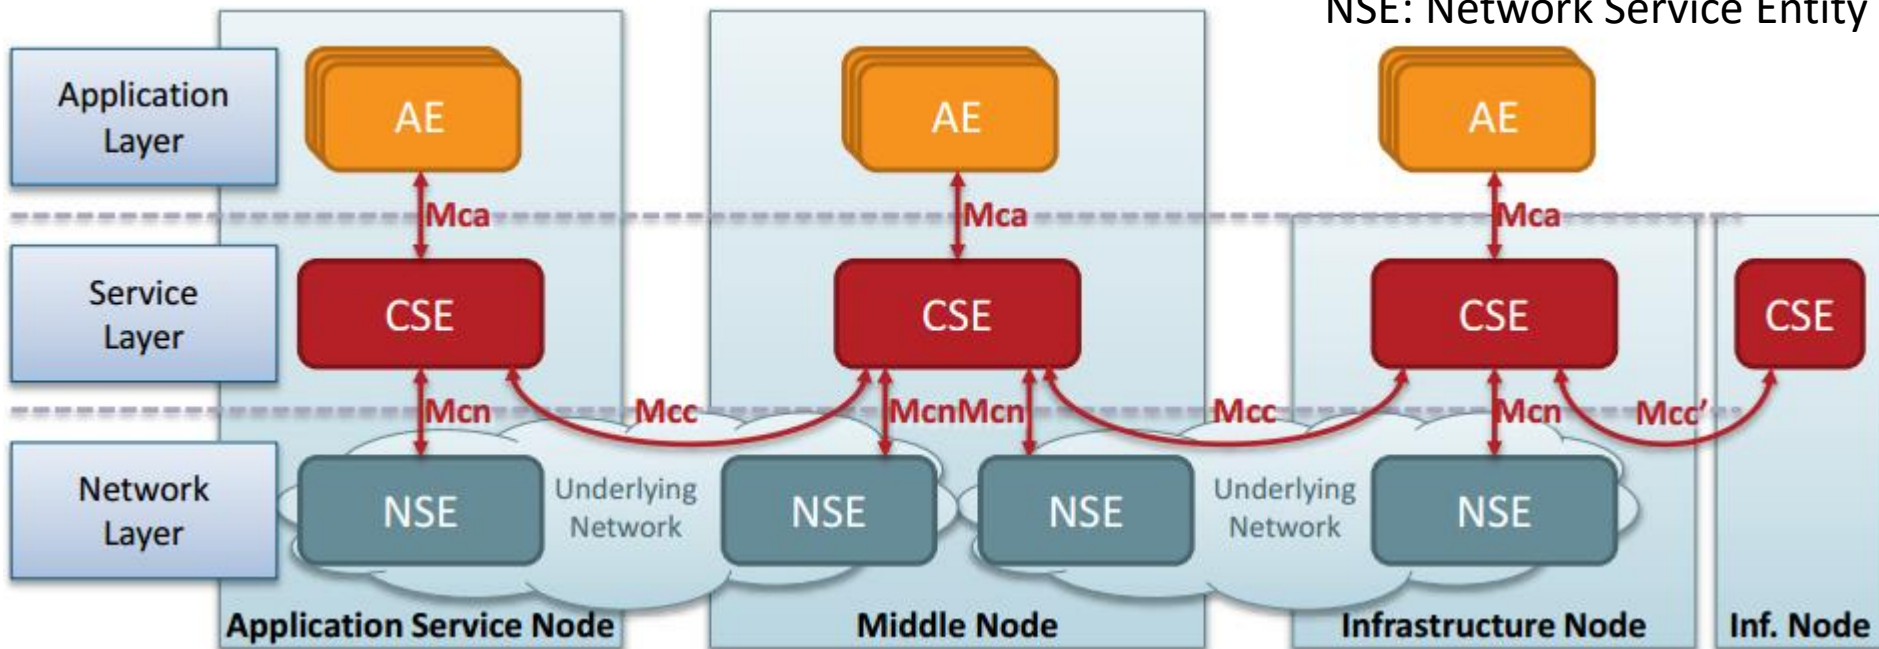 NSE: Network Service Entity
Application
Layer
AE
AE
AE
Mca
Mca
Mca
Service
Layer
CSE
CSE
CSE
CSE
Mcn
Mcc
Mcn
Mcn
Mcc
Mcn
Mcc’
Network
Layer
NSE
Underlying
Network
NSE
NSE
Underlying
Network
NSE
Application Service Node
Middle Node
Infrastructure Node
Inf. Node